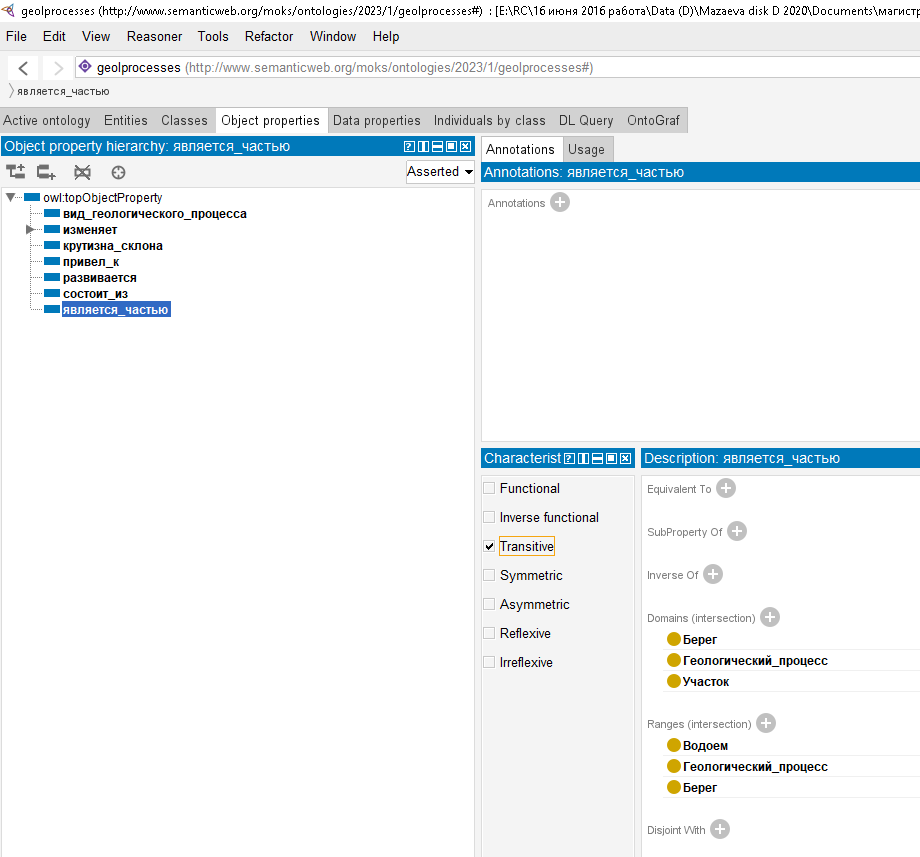 geolprocesses (http://www.semanticweb.org/moks/ontologies/2023/1/geolprocesses#) : [E:\RC\16 июня 2016 работа\Data (D)\Mazaeva disk D 2020\Documents\магистр
File Edit View Reasoner Tools Refactor Window Help
geolprocesses (http://www.semanticweb.org/moks/ontologies/2023/1/geolprocesses#)
является_частью
Active ontology Entities Classes Object properties Data properties Individuals by class DL Query OntoGraf
Object property hierarchy: является_частью
Asserted
owl:topObjectProperty
вид_геологического_процесса
изменяет
крутизна_склона
привел_к
развивается
состоит_из
является_частью
Annotations Usage
Annotations: является_частью
Annotations
Characterist
Functional
Inverse functional
Transitive
Symmetric
Asymmetric
Reflexive
Irreflexive
Description: является_частью
Equivalent To
SubProperty Of
Inverse Of
Domains (intersection)
Берег
Геологический_процесс
Участок
Ranges (intersection)
Водоем
Геологический_процесс
Берег
Disjoint With